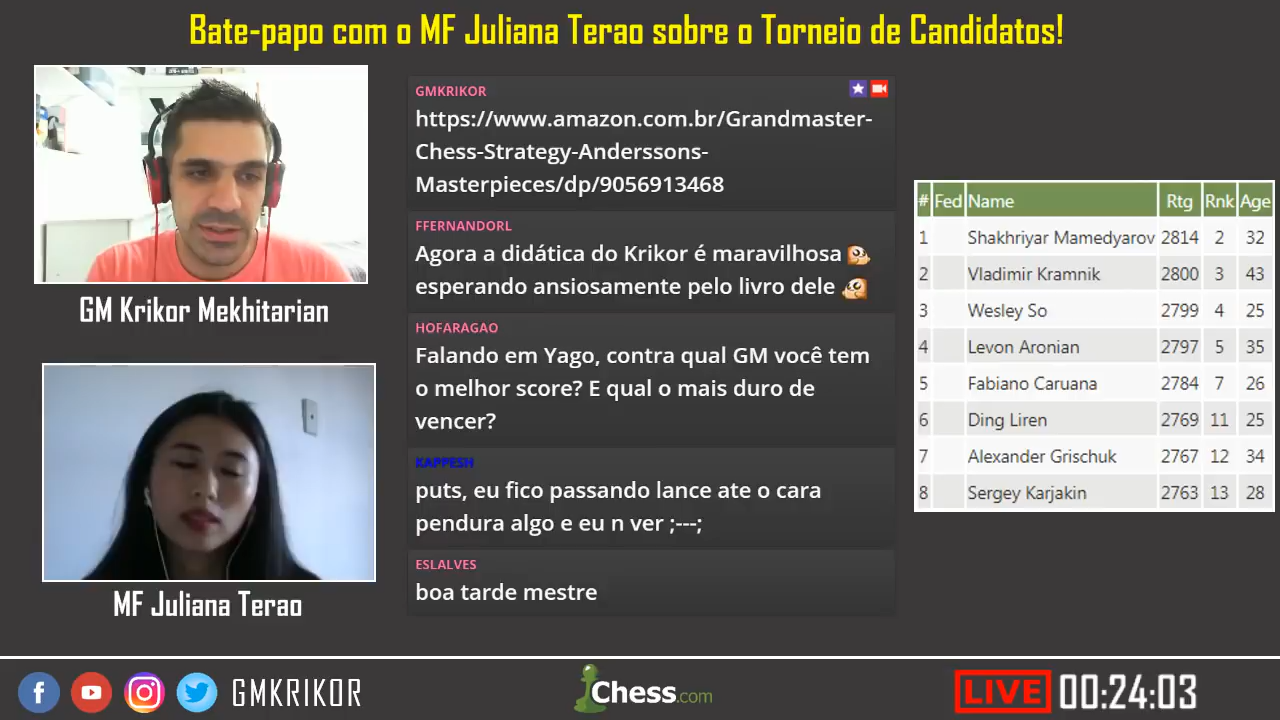 Bate-papo com o MF Juliana Terao sobre o Torneio de Candidatos!
GM Krikor Mekhitarian
MF Juliana Terao
GMKRIKOR
https://www.amazon.com.br/Grandmaster-
Chess-Strategy-Anderssons-
Masterpieces/dp/9056913468
FFERNANDORL
Agora a didática do Krikor é maravilhosa
esperando ansiosamente pelo livro dele
HOFARAGAO
Falando em Yago, contra qual GM você tem
o melhor score? E qual o mais duro de
vencer?
KAPPESH
puts, eu fico passando lance ate o cara
pendura algo e eu n ver ;---;
ESLALVES
boa tarde mestre
# Fed Name Rtg Rnk Age
1 Shakhriyar Mamedyarov 2814 2 32
2 Vladimir Kramnik 2800 3 43
3 Wesley So 2799 4 25
4 Levon Aronian 2797 5 35
5 Fabiano Caruana 2784 7 26
6 Ding Liren 2769 11 25
7 Alexander Grischuk 2767 12 34
8 Sergey Karjakin 2763 13 28
GMKRIKOR
Chess.com
LIVE 00:24:03